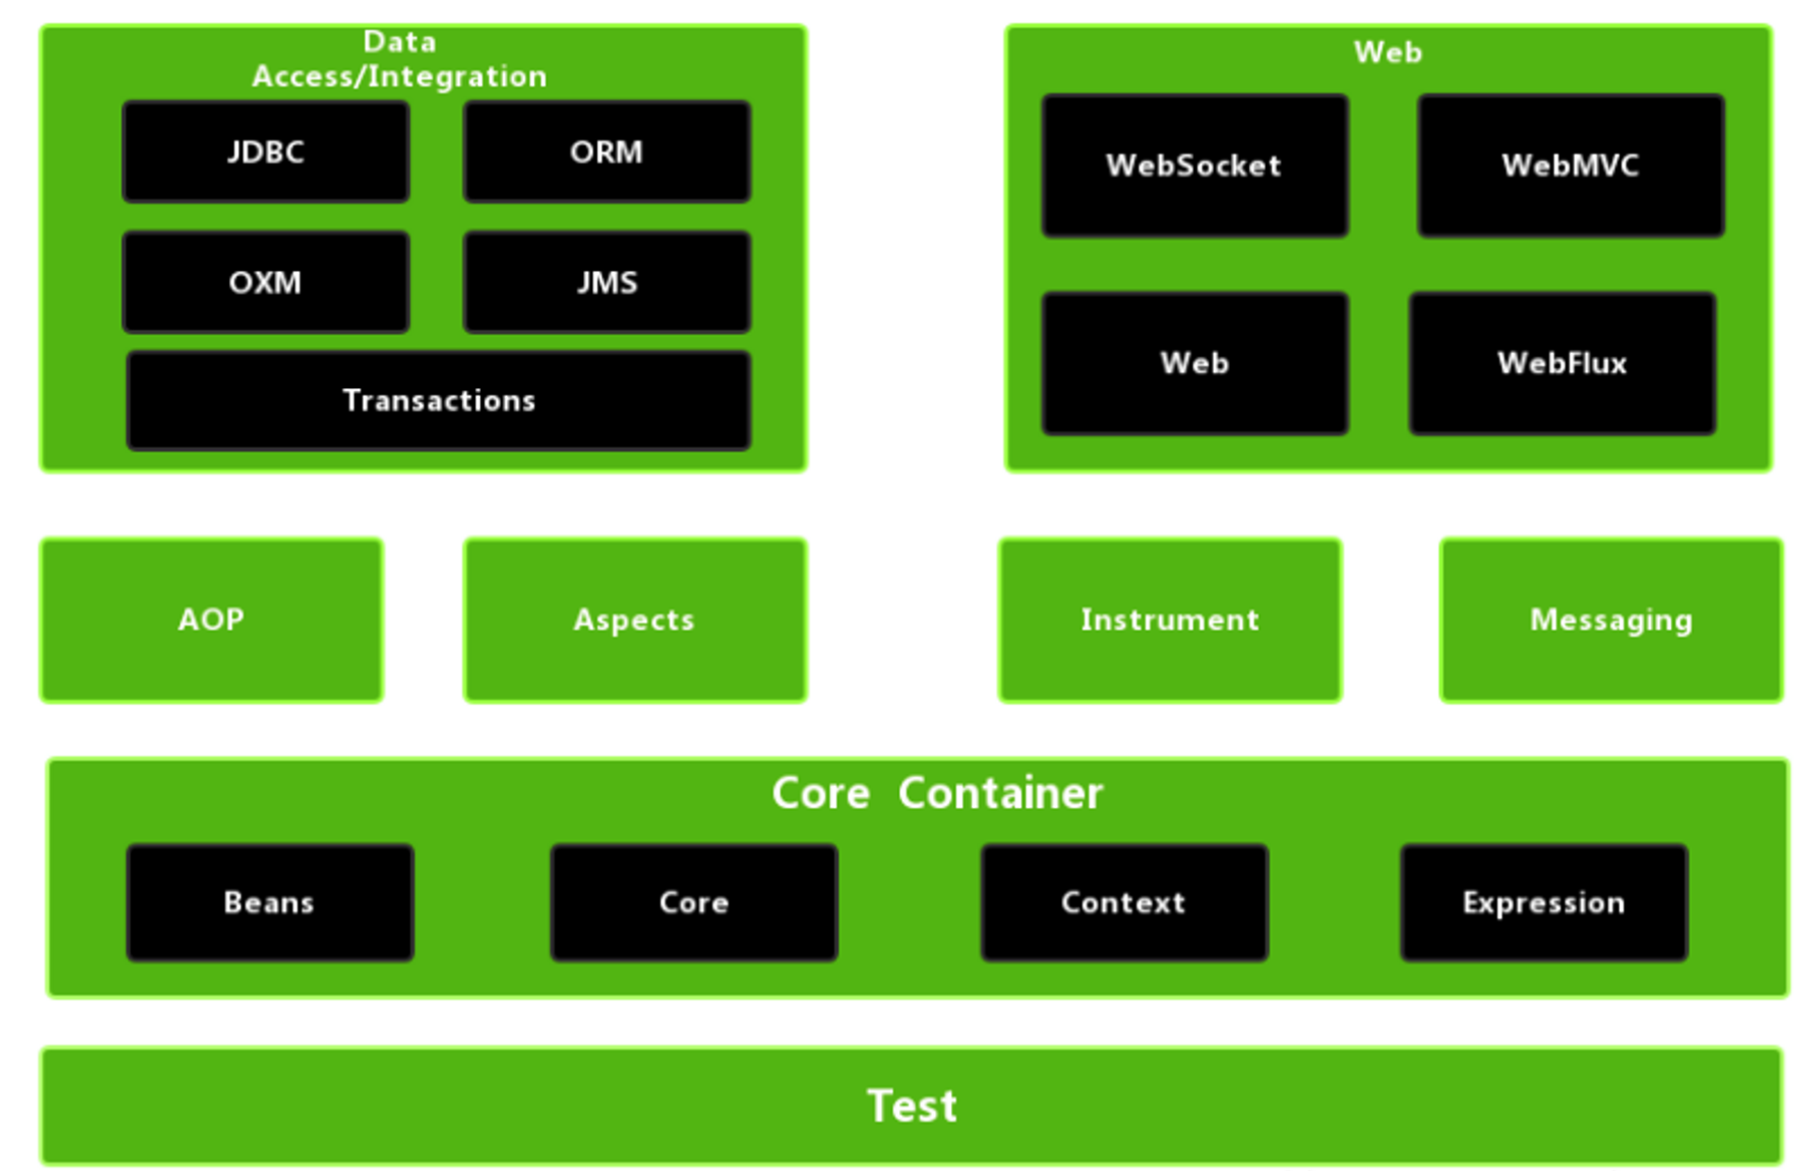 Data
Access/Integration
JDBC
ORM
OXM
JMS
Transactions
Web
WebSocket
WebMVC
Web
WebFlux
AOP
Aspects
Instrument
Messaging
Core Container
Beans
Core
Context
Expression
Test